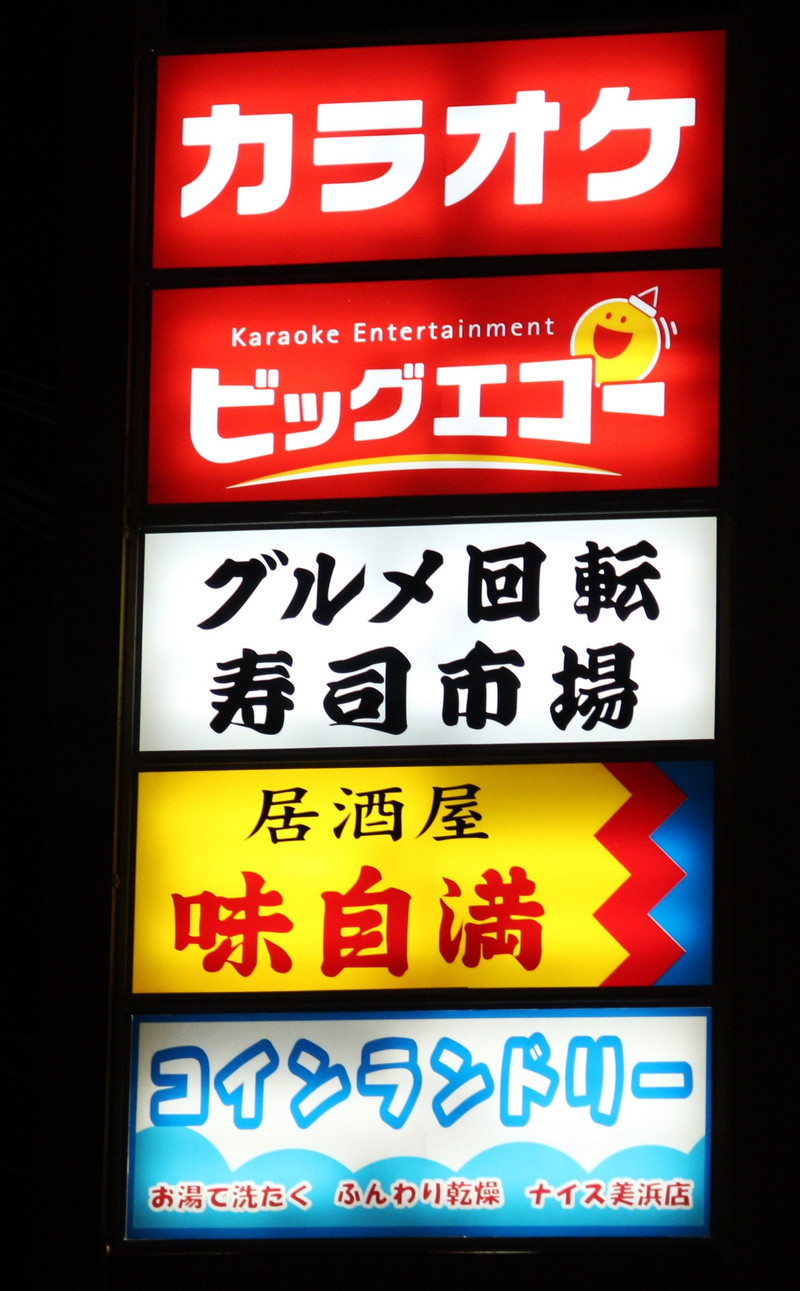 カラオケ
Karaoke Entertainment
ビッグエコー
グルメ回転
寿司市場
居酒屋
味自満
コインランドリー
お湯で洗たく ふんわり乾燥 ナイス美浜店